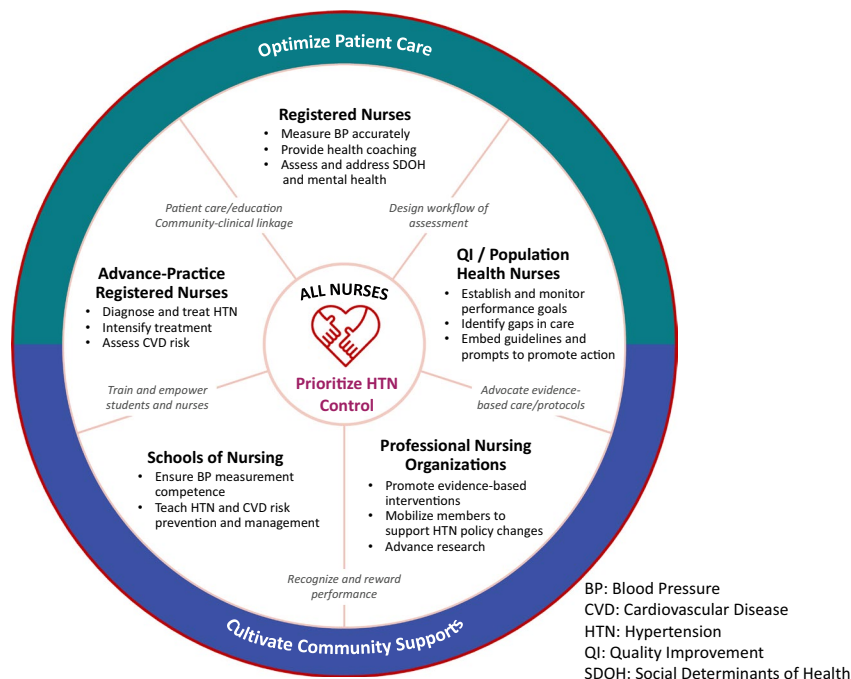 Optimize Patient Care
Registered Nurses
• Measure BP accurately
• Provide health coaching
• Assess and address SDOH
and mental health
Patient care/education
Community-clinical linkage
Design workflow of
assessment
Advance-Practice
Registered Nurses
• Diagnose and treat HTN
• Intensify treatment
• Assess CVD risk
QI / Population
Health Nurses
• Establish and monitor
performance goals
• Identify gaps in care
• Embed guidelines and
prompts to promote action
ALL NURSES
Prioritize HTN
Control
Train and empower
students and nurses
Advocate evidence-
based care/protocols
Schools of Nursing
• Ensure BP measurement
competence
• Teach HTN and CVD risk
prevention and management
Professional Nursing
Organizations
• Promote evidence-based
interventions
• Mobilize members to
support HTN policy changes
• Advance research
Recognize and reward
performance
Cultivate Community Supports
BP: Blood Pressure
CVD: Cardiovascular Disease
HTN: Hypertension
QI: Quality Improvement
SDOH: Social Determinants of Health